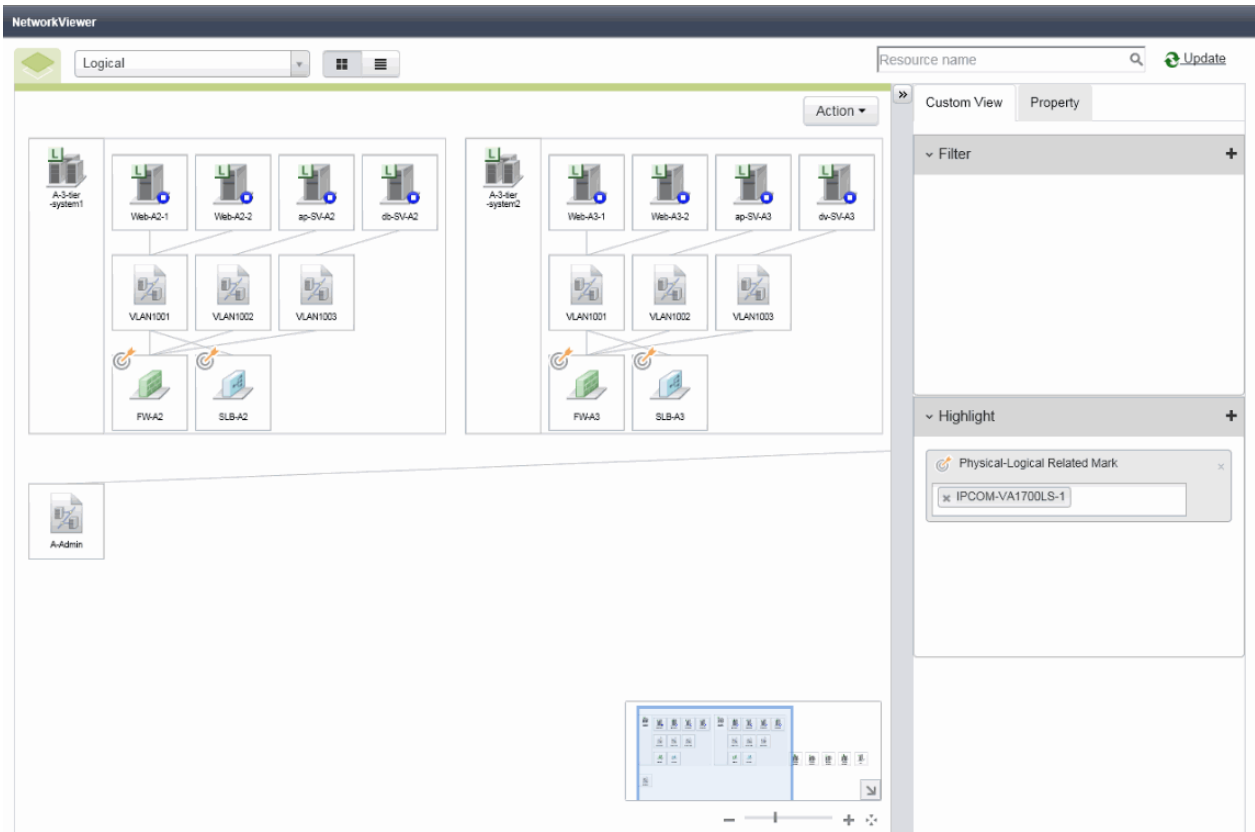 NetworkViewer
Logical
Resource name
Update
Action
Custom View
Property
Filter
L
A-3-tier
-system1
L
L
L
L
Web-A2-1
Web-A2-2
ap-SV-A2
db-SV-A2
L
A-3-tier
-system2
L
L
L
L
Web-A3-1
Web-A3-2
ap-SV-A3
dv-SV-A3
VLAN1001
VLAN1002
VLAN1003
VLAN1001
VLAN1002
VLAN1003
FW-A2
SLB-A2
FW-A3
SLB-A3
Highlight
Physical-Logical Related Mark
IPCOM-VA1700LS-1
A-Admin